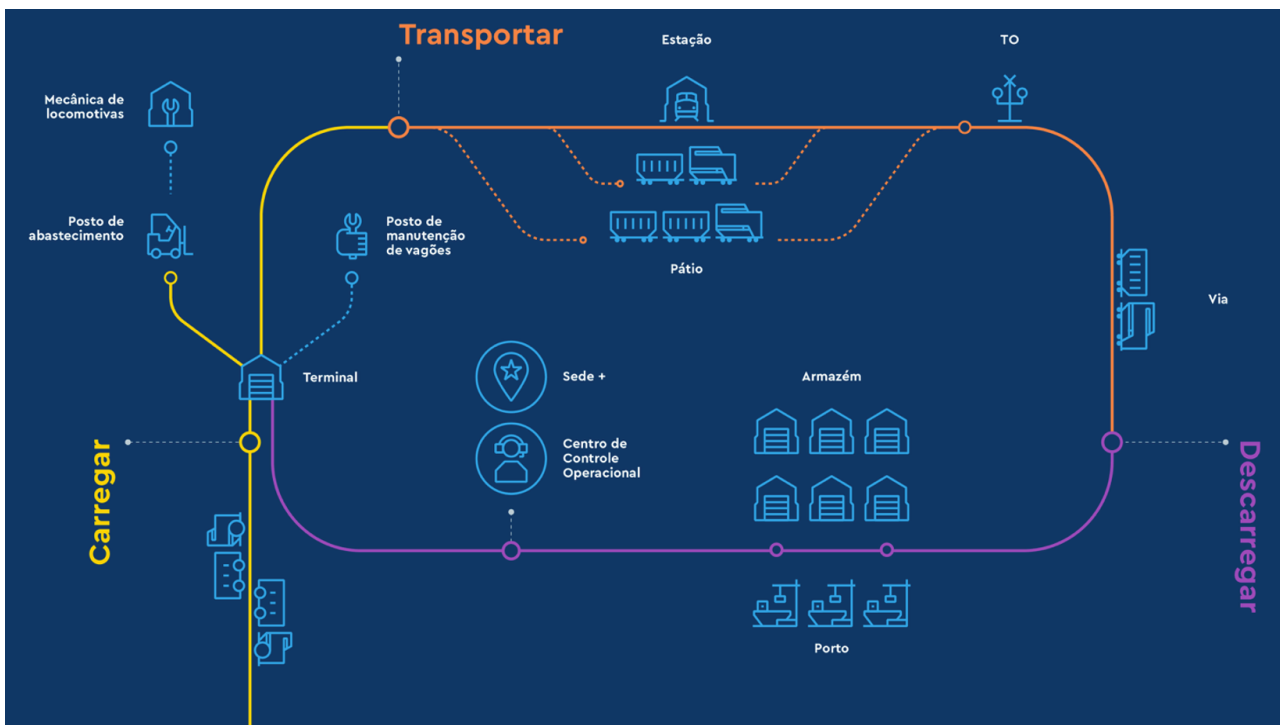 Transportar
Estação
TO
Mecânica de
locomotivas
Posto de
abastecimento
Posto de
manutenção
de vagões
Pátio
Via
Terminal
Sede +
Armazém
Centro de
Controle
Operacional
Carregar
Descarregar
Porto